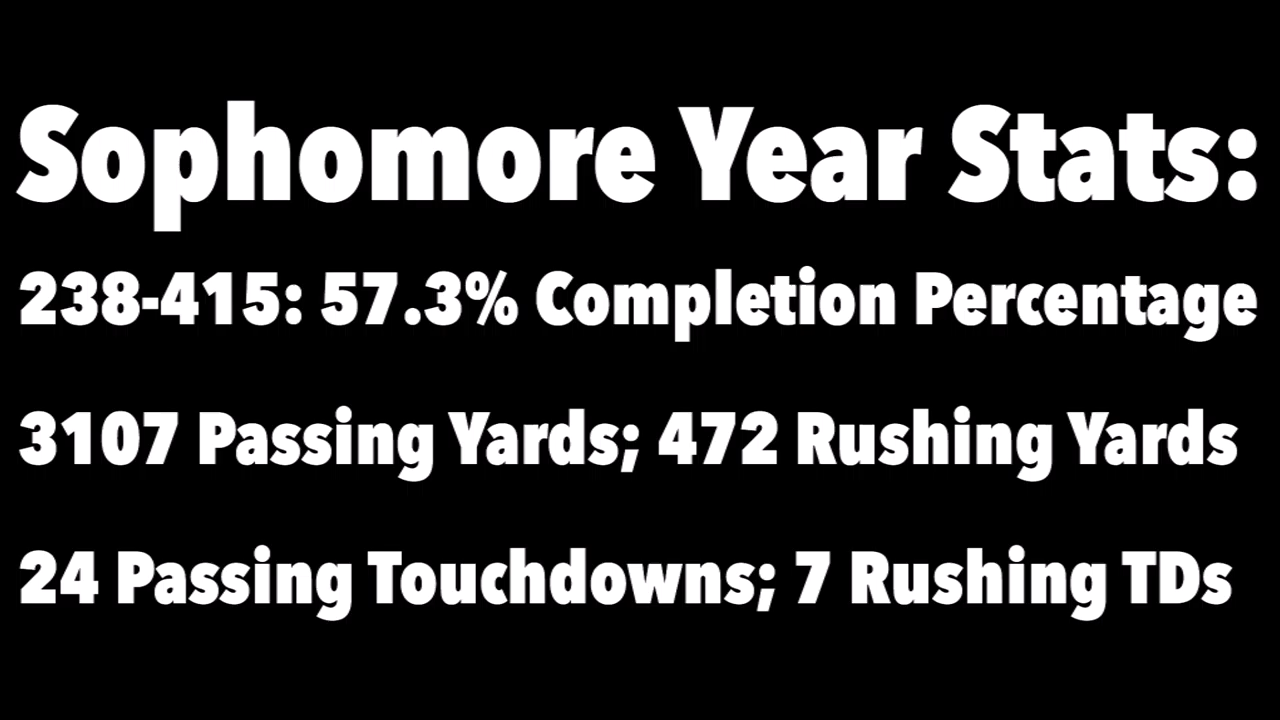 Sophomore Year Stats:
238-415: 57.3% Completion Percentage
3107 Passing Yards; 472 Rushing Yards
24 Passing Touchdowns; 7 Rushing TDs